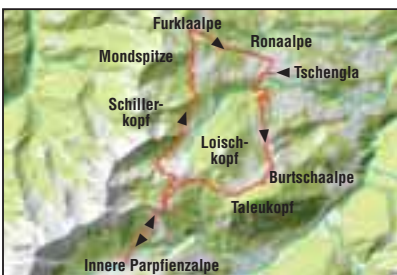 Furklaalpe
Ronaalpe
Mondspitze
Tschengla
Schiller-
kopf
Loisch-
kopf
Burtschaalpe
Taleukopf
Innere Parpfienzalpe